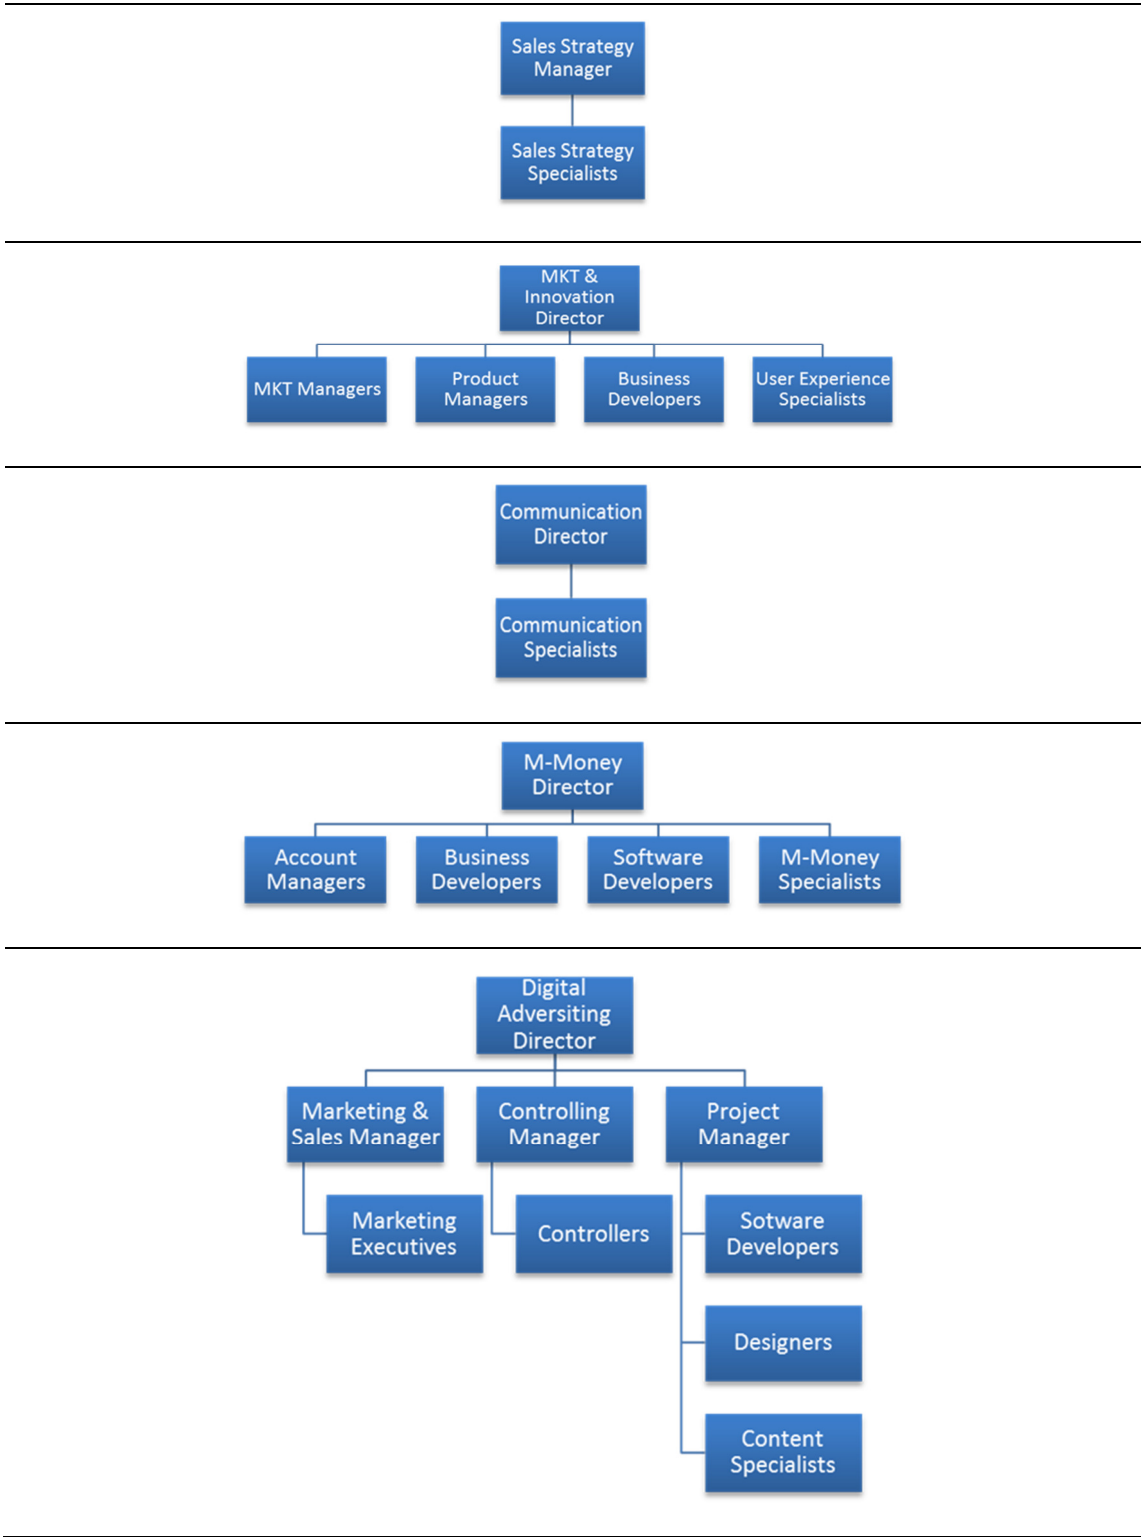 Sales Strategy
Manager
Sales Strategy
Specialists
MKT &
Innovation
Director
MKT Managers
Product
Managers
Business
Developers
User Experience
Specialists
Communication
Director
Communication
Specialists
M-Money
Director
Account
Managers
Business
Developers
Software
Developers
M-Money
Specialists
Digital
Adversiting
Director
Marketing &
Sales Manager
Controlling
Manager
Project
Manager
Marketing
Executives
Controllers
Sotware
Developers
Designers
Content
Specialists